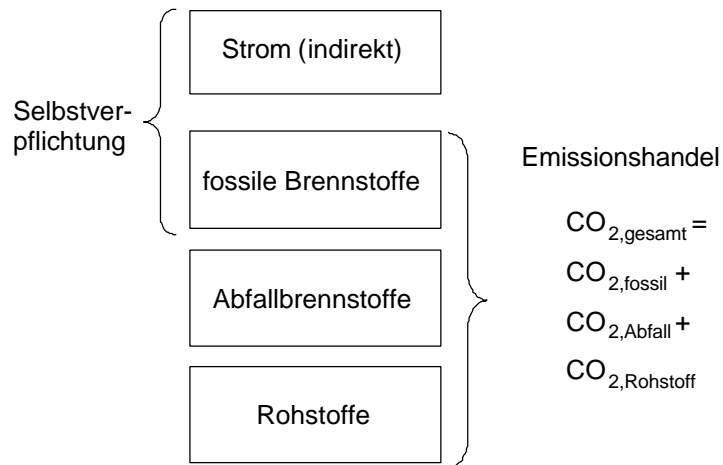 Strom (indirekt)
Selbstver-
pflichtung
fossile Brennstoffe
Abfallbrennstoffe
Rohstoffe
Emissionshandel
CO2,gesamt =
CO2,fossil +
CO2,Abfall +
CO2,Rohstoff